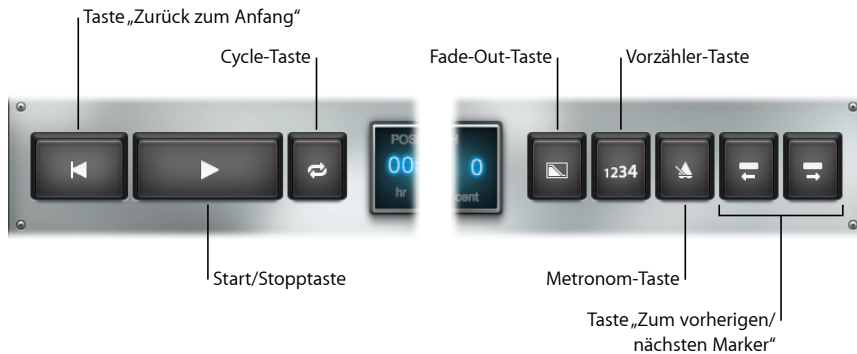 Taste „Zurück zum Anfang“
Cycle-Taste
Fade-Out-Taste
Vorzähler-Taste
POS
H
00:
0
1234
hr
cent
Start/Stopptaste
Metronom-Taste
Taste „Zum vorherigen/
nächsten Marker“